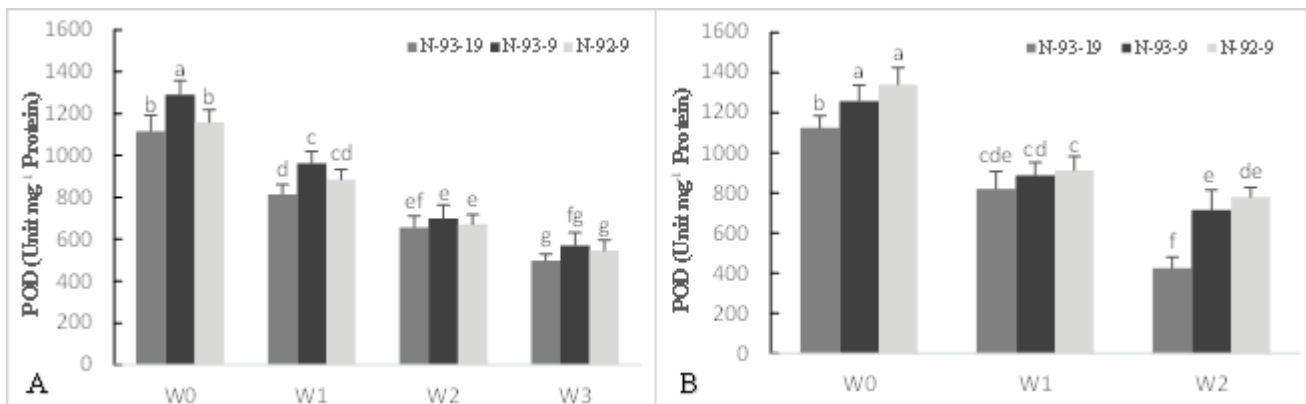 1600
1400
1200
1000
800
600
400
200
0
POD (Unit mg⁻¹ Protein)
N-93-19 N-93-9 N-92-9
b a b
d c cd
ef e e
g fg g
A
W0 W1 W2 W3
1600
1400
1200
1000
800
600
400
200
0
POD (Unit mg⁻¹ Protein)
N-93-19 N-93-9 N-92-9
b a a
cde cd c
f e de
B
W0 W1 W2